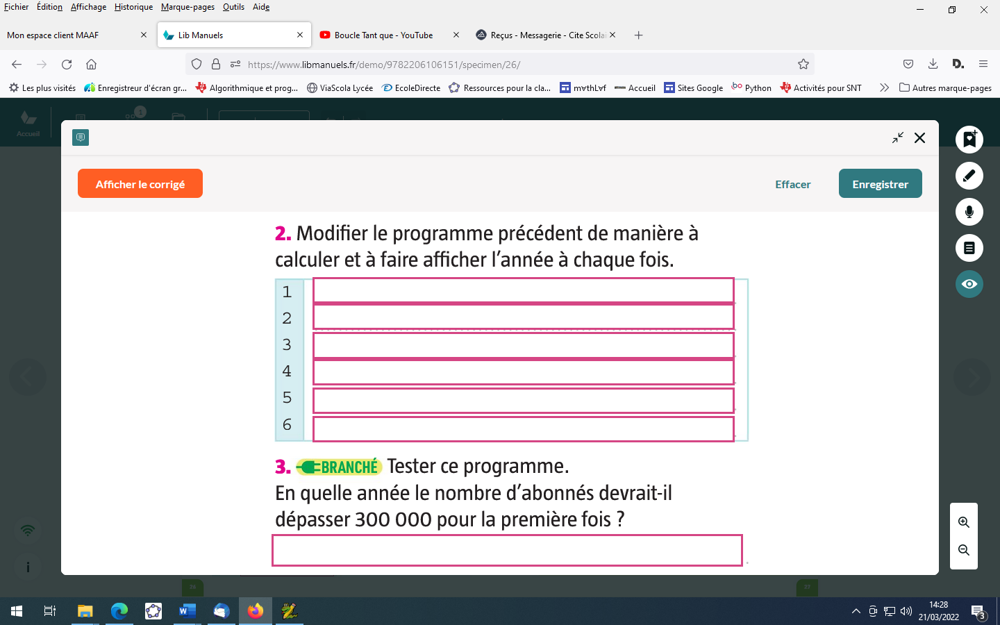 Fichier Édition Affichage Historique Marque-pages Outils Aide
Mon espace client MAAF
Lib Manuels
Boucle Tant que - YouTube
Reçus - Messagerie - Cite Scolai
https://www.libmanuels.fr/demo/9782206106151/specimen/26/
Les plus visités
Enregistreur d'écran gr...
Algorithmique et prog...
ViaScola Lycée
EcoleDirecte
Ressources pour la cla...
m∀thL∀f
Accueil
Sites Google
Python
Activités pour SNT
Autres marque-pages
Accueil
1
Afficher le corrigé
Effacer
Enregistrer
2. Modifier le programme précédent de manière à
calculer et à faire afficher l'année à chaque fois.
1
2
3
4
5
6
3. BRANCHÉ Tester ce programme.
En quelle année le nombre d'abonnés devrait-il
dépasser 300 000 pour la première fois ?
26
27
14:28
21/03/2022
3